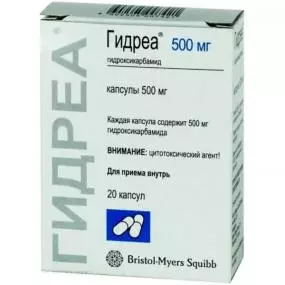 Гидреа® 500 мг
гидроксикарбамид
капсулы 500 мг
Каждая капсула содержит 500 мг
гидроксикарбамида
ВНИМАНИЕ: цитотоксический агент!
Для приема внутрь
20 капсул
Bristol-Myers Squibb
ГИДРЕА®